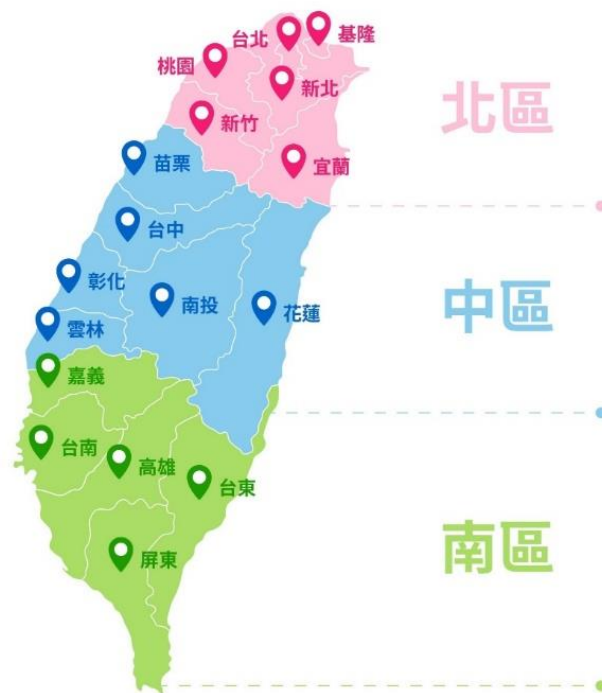 台北
基隆
桃園
新北
新竹
宜蘭
北區
苗栗
台中
彰化
南投
花蓮
雲林
中區
嘉義
台南
高雄
台東
屏東
南區